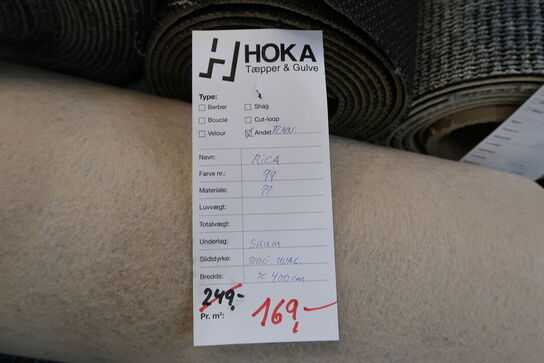 HOKA
Tæpper & Gulve
Type:
Berber Shag
Bouclé Cut-loop
Velour Andet
Navn: RICA
Farve nr.: 99
Materiale: ??
Luvvægt:
Totalvægt:
Underlag: SKUM
Slidstyrke:
Bredde: ≈ 400 cm
249,-
Pr. m²: 169,-